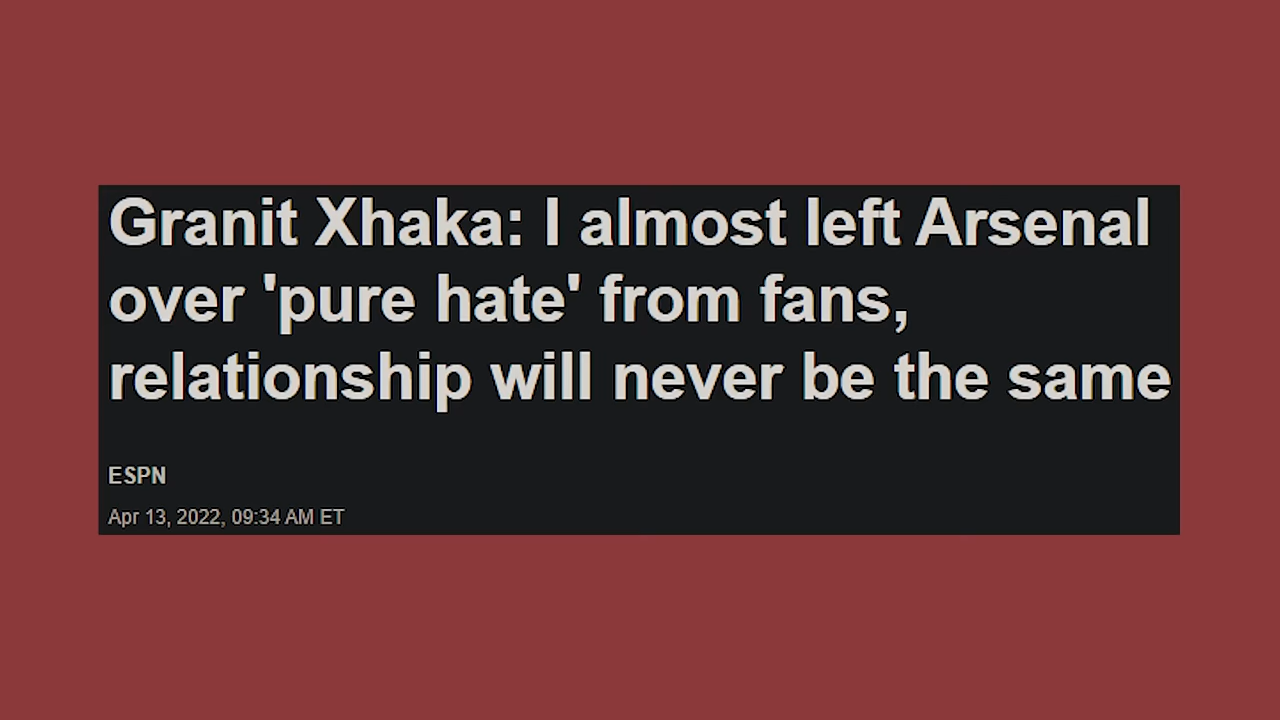 Granit Xhaka: I almost left Arsenal
over 'pure hate' from fans,
relationship will never be the same
ESPN
Apr 13, 2022, 09:34 AM ET